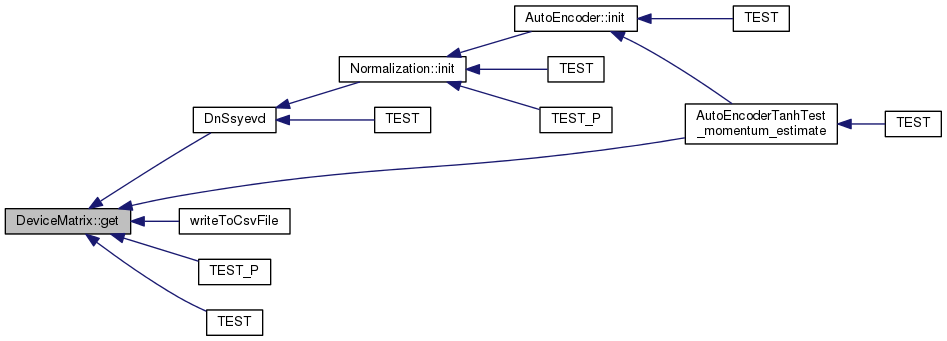 AutoEncoder::init
TEST
Normalization::init
TEST
DnSsyevd
TEST
TEST_P
AutoEncoderTanhTest
_momentum_estimate
TEST
DeviceMatrix::get
writeToCsvFile
TEST_P
TEST